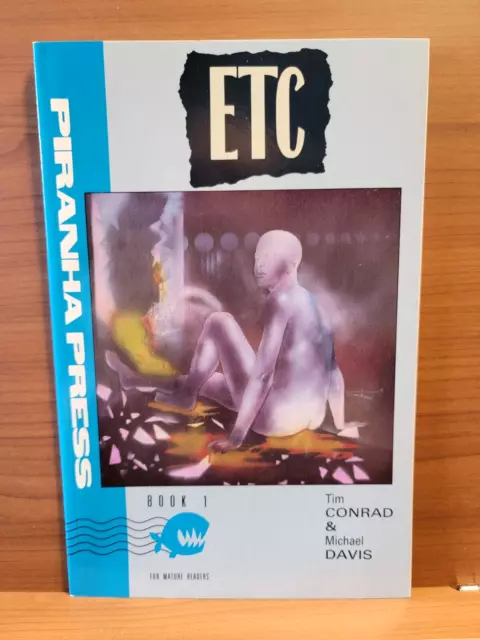 ETC
PIRANHA PRESS
BOOK 1
Tim
CONRAD
&
Michael
DAVIS
FOR MATURE READERS